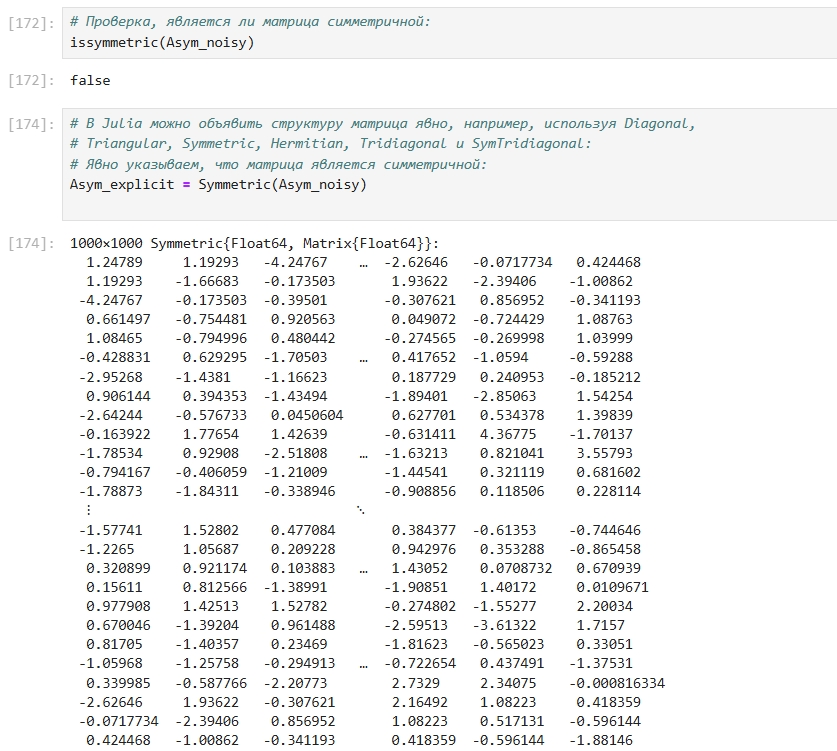 [172]: # Проверка, является ли матрица симметричной:
issymmetric(Asym_noisy)
[172]: false
[174]: # В Julia можно объявить структуру матрица явно, например, используя Diagonal,
# Triangular, Symmetric, Hermitian, Tridiagonal и SymTridiagonal:
# Явно указываем, что матрица является симметричной:
Asym_explicit = Symmetric(Asym_noisy)
[174]: 1000×1000 Symmetric{Float64, Matrix{Float64}}:
1.24789 1.19293 -4.24767 … -2.62646 -0.0717734 0.424468
1.19293 -1.66683 -0.173503 1.93622 -2.39406 -1.00862
-4.24767 -0.173503 -0.39501 -0.307621 0.856952 -0.341193
0.661497 -0.754481 0.920563 0.049072 -0.724429 1.08763
1.08465 -0.794996 0.480442 -0.274565 -0.269998 1.03999
-0.428831 0.629295 -1.70503 … 0.417652 -1.0594 -0.59288
-2.95268 -1.4381 -1.16623 0.187729 0.240953 -0.185212
0.906144 0.394353 -1.43494 -1.89401 -2.85063 1.54254
-2.64244 -0.576733 0.0450604 0.627701 0.534378 1.39839
-0.163922 1.77654 1.42639 -0.631411 4.36775 -1.70137
-1.78534 0.92908 -2.51808 … -1.63213 0.821041 3.55793
-0.794167 -0.406059 -1.21009 -1.44541 0.321119 0.681602
-1.78873 -1.84311 -0.338946 -0.908856 0.118506 0.228114
⋮ ⋱
-1.57741 1.52802 0.477084 0.384377 -0.61353 -0.744646
-1.2265 1.05687 0.209228 0.942976 0.353288 -0.865458
0.320899 0.921174 0.103883 … 1.43052 0.0708732 0.670939
0.15611 0.812566 -1.38991 -1.90851 1.40172 0.0109671
0.977908 1.42513 1.52782 -0.274802 -1.55277 2.20034
0.670046 -1.39204 0.961488 -2.59513 -3.61322 1.7157
0.81705 -1.40357 0.23469 -1.81623 -0.565023 0.33051
-1.05968 -1.25758 -0.294913 … -0.722654 0.437491 -1.37531
0.339985 -0.587766 -2.20773 2.7329 2.34075 -0.000816334
-2.62646 1.93622 -0.307621 2.16492 1.08223 0.418359
-0.0717734 -2.39406 0.856952 1.08223 0.517131 -0.596144
0.424468 -1.00862 -0.341193 0.418359 -0.596144 -1.88146